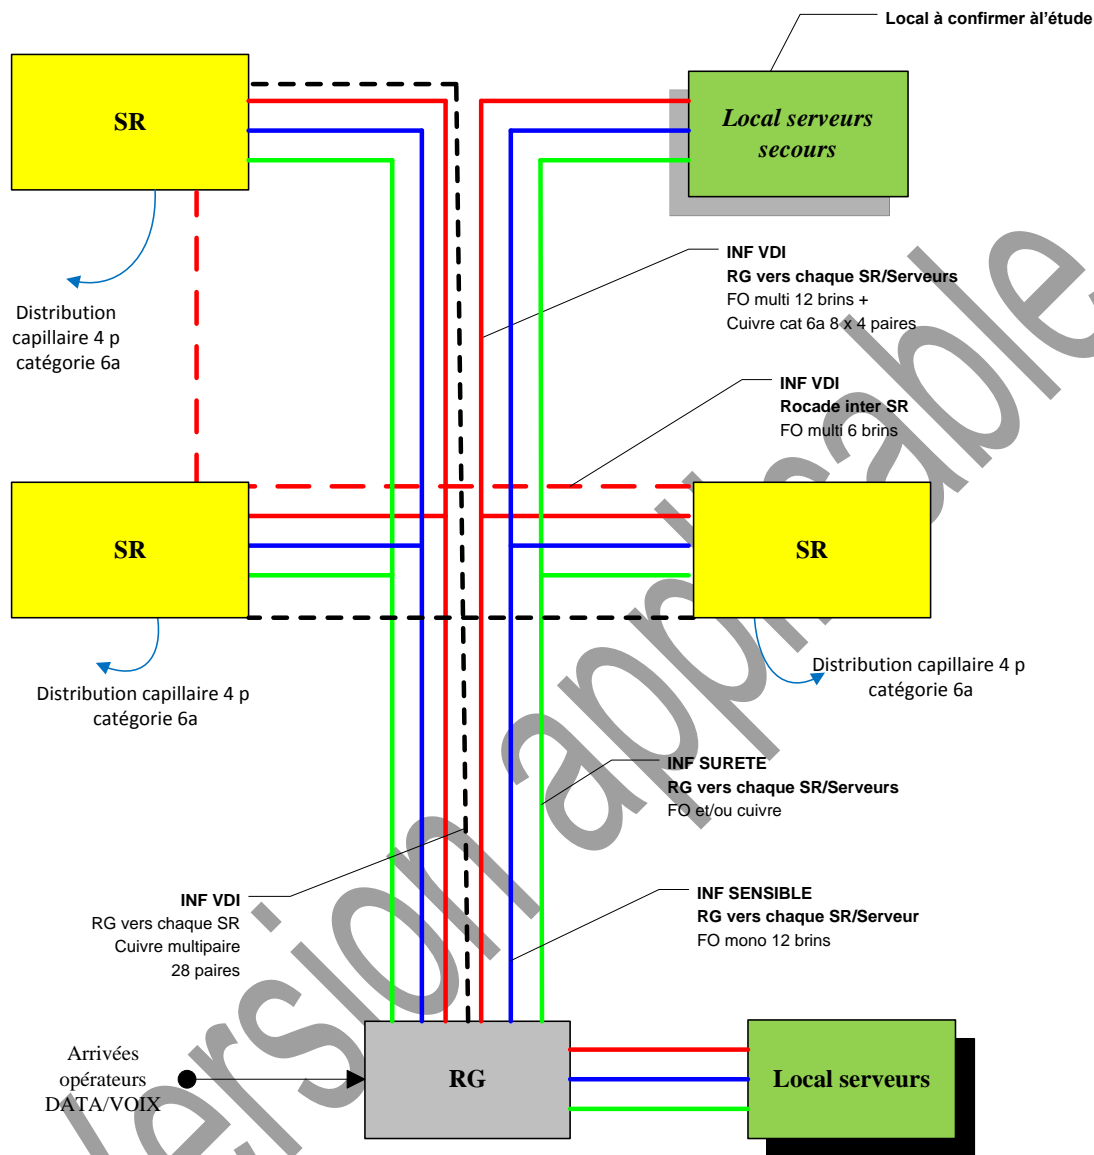 Local à confirmer àl'étude
SR
Local serveurs
secours
INF VDI
RG vers chaque SR/Serveurs
FO multi 12 brins +
Cuivre cat 6a 8 x 4 paires
Distribution
capillaire 4 p
catégorie 6a
INF VDI
Rocade inter SR
FO multi 6 brins
SR
SR
Distribution capillaire 4 p
catégorie 6a
Distribution capillaire 4 p
catégorie 6a
INF SURETE
RG vers chaque SR/Serveurs
FO et/ou cuivre
INF VDI
RG vers chaque SR
Cuivre multipaire
28 paires
INF SENSIBLE
RG vers chaque SR/Serveur
FO mono 12 brins
Arrivées
opérateurs
DATA/VOIX
RG
Local serveurs
Version applicable